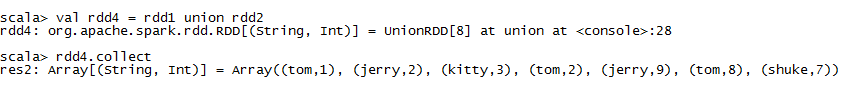 scala> val rdd4 = rdd1 union rdd2
rdd4: org.apache.spark.rdd.RDD[(String, Int)] = UnionRDD[8] at union at <console>:28
scala> rdd4.collect
res2: Array[(String, Int)] = Array((tom,1), (jerry,2), (kitty,3), (tom,2), (jerry,9), (tom,8), (shuke,7))